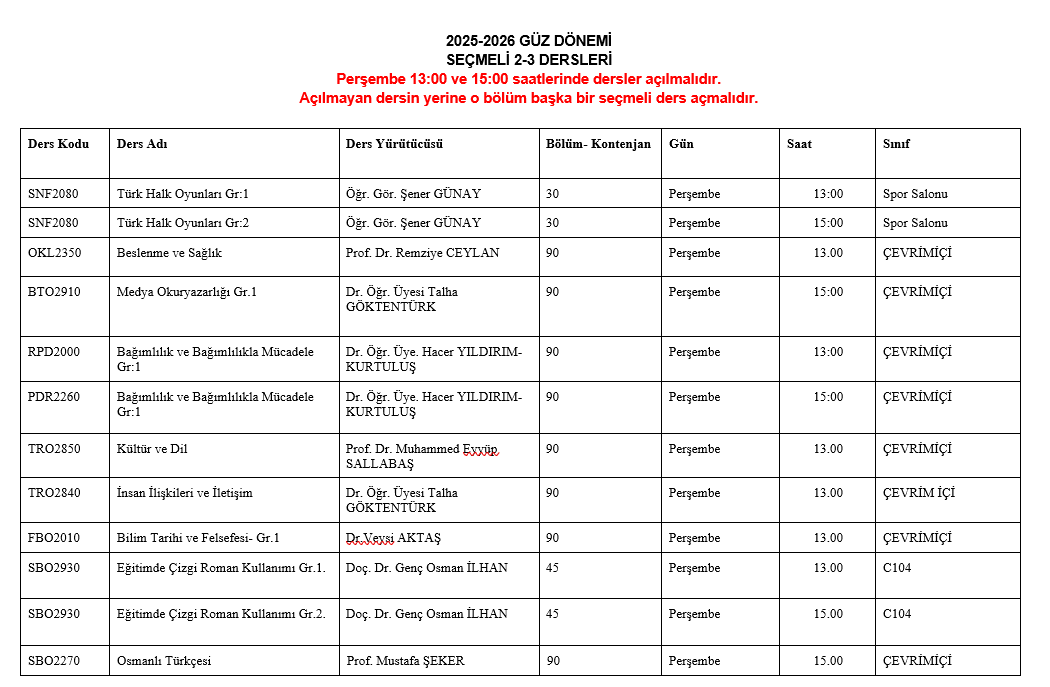 2025-2026 GÜZ DÖNEMİ
SEÇMELİ 2-3 DERSLERİ
Perşembe 13:00 ve 15:00 saatlerinde dersler açılmalıdır.
Açılmayan dersin yerine o bölüm başka bir seçmeli ders açmalıdır.
Ders Kodu Ders Adı Ders Yürütücüsü Bölüm- Kontenjan Gün Saat Sınıf
SNF2080 Türk Halk Oyunları Gr:1 Öğr. Gör. Şener GÜNAY 30 Perşembe 13:00 Spor Salonu
SNF2080 Türk Halk Oyunları Gr:2 Öğr. Gör. Şener GÜNAY 30 Perşembe 15:00 Spor Salonu
OKL2350 Beslenme ve Sağlık Prof. Dr. Remziye CEYLAN 90 Perşembe 13.00 ÇEVRİMİÇİ
BTO2910 Medya Okuryazarlığı Gr.1 Dr. Öğr. Üyesi Talha 90 Perşembe 15:00 ÇEVRİMİÇİ
GÖKTENTÜRK
RPD2000 Bağımlılık ve Bağımlılıkla Mücadele Dr. Öğr. Üye. Hacer YILDIRIM- 90 Perşembe 13:00 ÇEVRİMİÇİ
Gr:1 KURTULUŞ
PDR2260 Bağımlılık ve Bağımlılıkla Mücadele Dr. Öğr. Üye. Hacer YILDIRIM- 90 Perşembe 15:00 ÇEVRİMİÇİ
Gr:1 KURTULUŞ
TRO2850 Kültür ve Dil Prof. Dr. Muhammed Eyyüp 90 Perşembe 13.00 ÇEVRİMİÇİ
SALLABAŞ
TRO2840 İnsan İlişkileri ve İletişim Dr. Öğr. Üyesi Talha 90 Perşembe 13.00 ÇEVRİM İÇİ
GÖKTENTÜRK
FBO2010 Bilim Tarihi ve Felsefesi- Gr.1 Dr.Veysi AKTAŞ 90 Perşembe 13.00 ÇEVRİMİÇİ
SBO2930 Eğitimde Çizgi Roman Kullanımı Gr.1. Doç. Dr. Genç Osman İLHAN 45 Perşembe 13.00 C104
SBO2930 Eğitimde Çizgi Roman Kullanımı Gr.2. Doç. Dr. Genç Osman İLHAN 45 Perşembe 15.00 C104
SBO2270 Osmanlı Türkçesi Prof. Mustafa ŞEKER 90 Perşembe 15.00 ÇEVRİMİÇİ